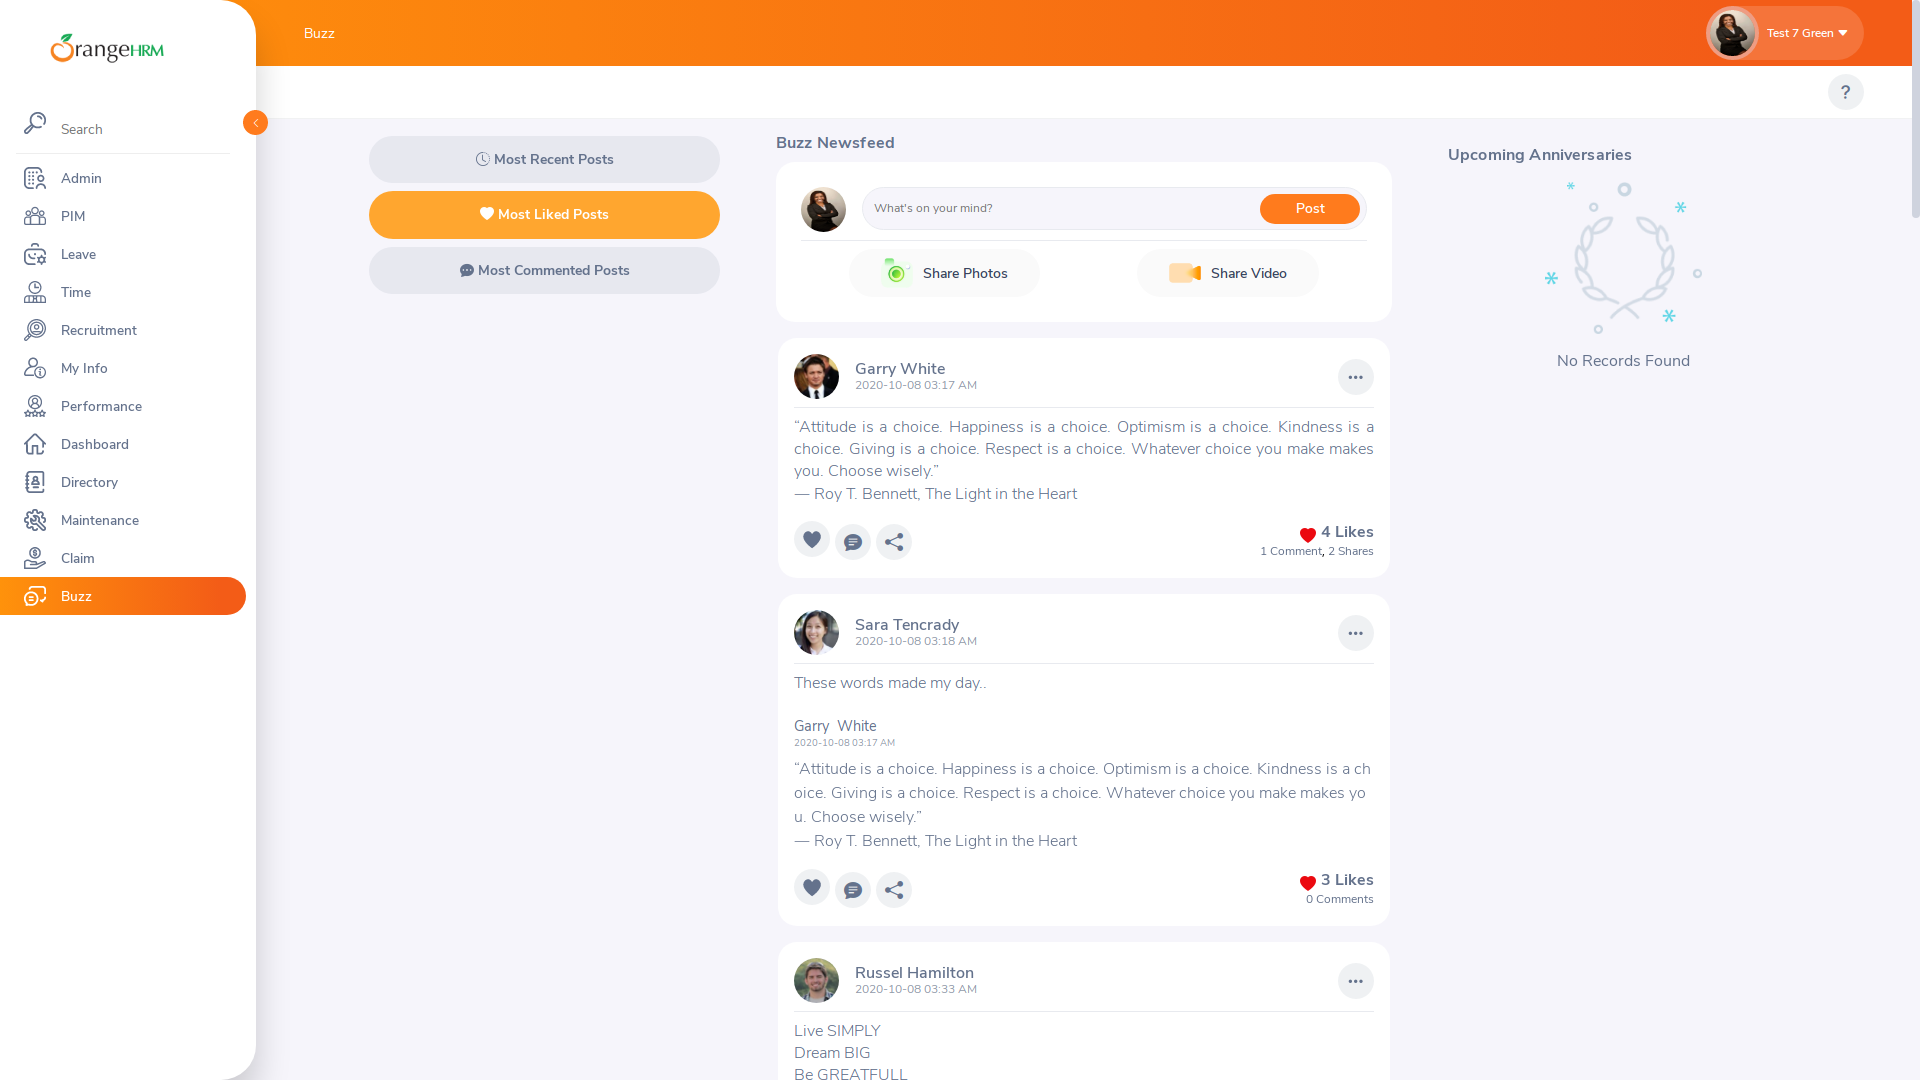 OrangeHRM
Search
Admin
PIM
Leave
Time
Recruitment
My Info
Performance
Dashboard
Directory
Maintenance
Claim
Buzz
Buzz
Test 7 Green
?
Most Recent Posts
Most Liked Posts
Most Commented Posts
Buzz Newsfeed
What's on your mind?
Post
Share Photos
Share Video
Garry White
2020-10-08 03:17 AM
“Attitude is a choice. Happiness is a choice. Optimism is a choice. Kindness is a
choice. Giving is a choice. Respect is a choice. Whatever choice you make makes
you. Choose wisely.”
― Roy T. Bennett, The Light in the Heart
4 Likes
1 Comment, 2 Shares
Sara Tencrady
2020-10-08 03:18 AM
These words made my day..
Garry  White
2020-10-08 03:17 AM
“Attitude is a choice. Happiness is a choice. Optimism is a choice. Kindness is a ch
oice. Giving is a choice. Respect is a choice. Whatever choice you make makes yo
u. Choose wisely.”
― Roy T. Bennett, The Light in the Heart
3 Likes
0 Comments
Russel Hamilton
2020-10-08 03:33 AM
Live SIMPLY
Dream BIG
Be GREATFULL
Upcoming Anniversaries
No Records Found